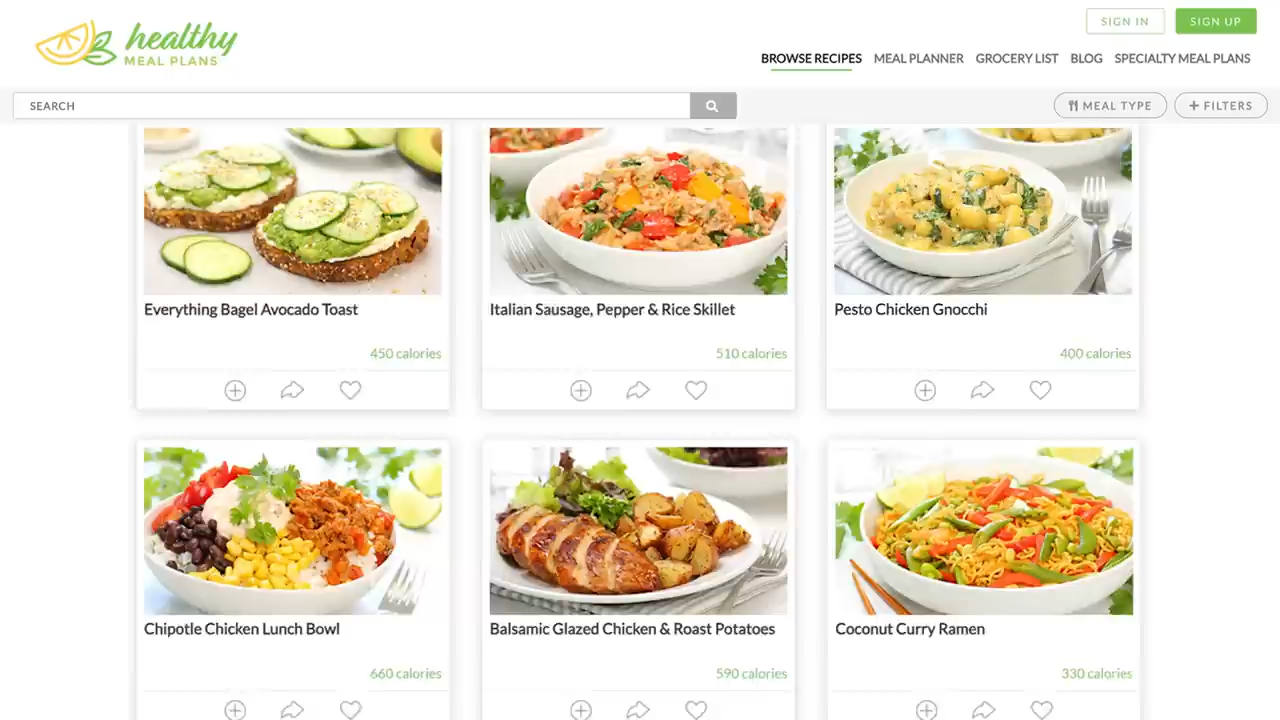 SIGN IN
SIGN UP
healthy
MEAL PLANS
BROWSE RECIPES
MEAL PLANNER
GROCERY LIST
BLOG
SPECIALTY MEAL PLANS
SEARCH
MEAL TYPE
+ FILTERS
Everything Bagel Avocado Toast
450 calories
Italian Sausage, Pepper & Rice Skillet
510 calories
Pesto Chicken Gnocchi
400 calories
Chipotle Chicken Lunch Bowl
660 calories
Balsamic Glazed Chicken & Roast Potatoes
590 calories
Coconut Curry Ramen
330 calories